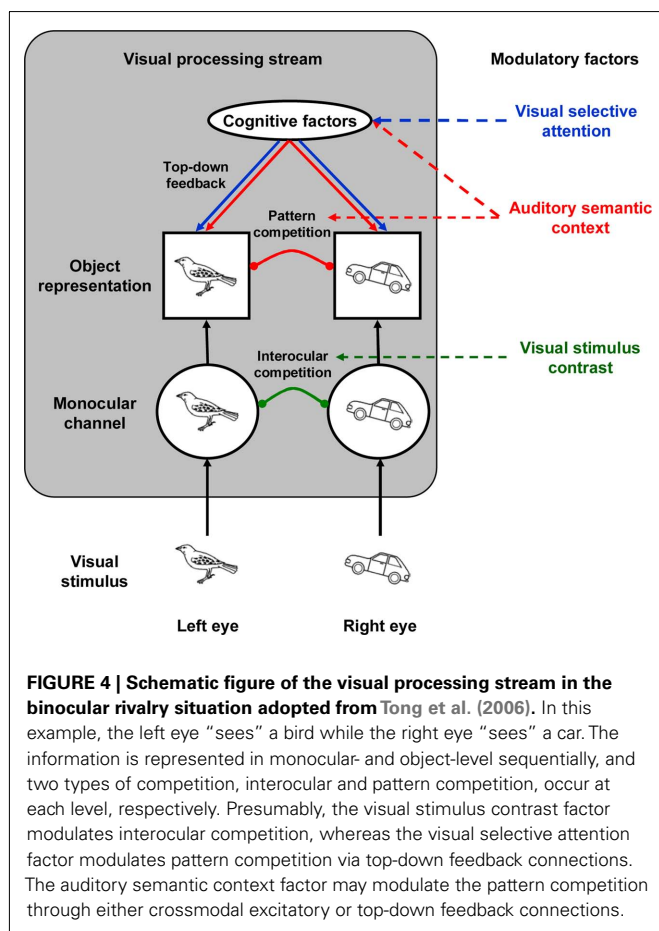 Visual processing stream
Modulatory factors
Cognitive factors
Visual selective
attention
Top-down
feedback
Pattern
competition
Auditory semantic
context
Object
representation
Interocular
competition
Visual stimulus
contrast
Monocular
channel
Visual
stimulus
Left eye
Right eye
FIGURE 4 | Schematic figure of the visual processing stream in the
binocular rivalry situation adopted from Tong et al. (2006). In this
example, the left eye “sees” a bird while the right eye “sees” a car. The
information is represented in monocular- and object-level sequentially, and
two types of competition, interocular and pattern competition, occur at
each level, respectively. Presumably, the visual stimulus contrast factor
modulates interocular competition, whereas the visual selective attention
factor modulates pattern competition via top-down feedback connections.
The auditory semantic context factor may modulate the pattern competition
through either crossmodal excitatory or top-down feedback connections.